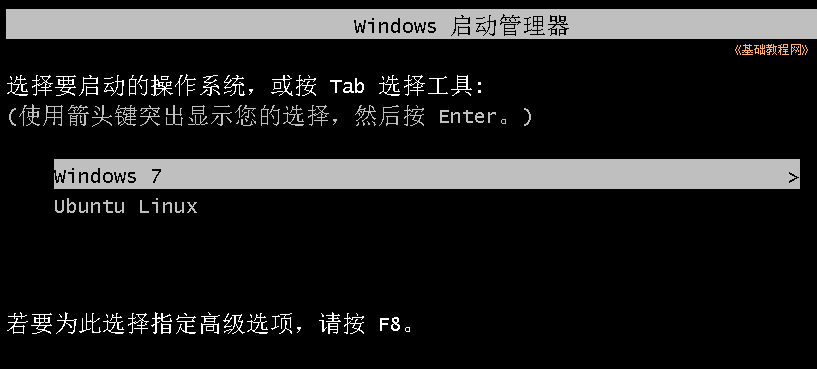 Windows 启动管理器
《基础教程网》
选择要启动的操作系统，或按 Tab 选择工具:
(使用箭头键突出显示您的选择，然后按 Enter。)
Windows 7 >
Ubuntu Linux
若要为此选择指定高级选项，请按 F8。